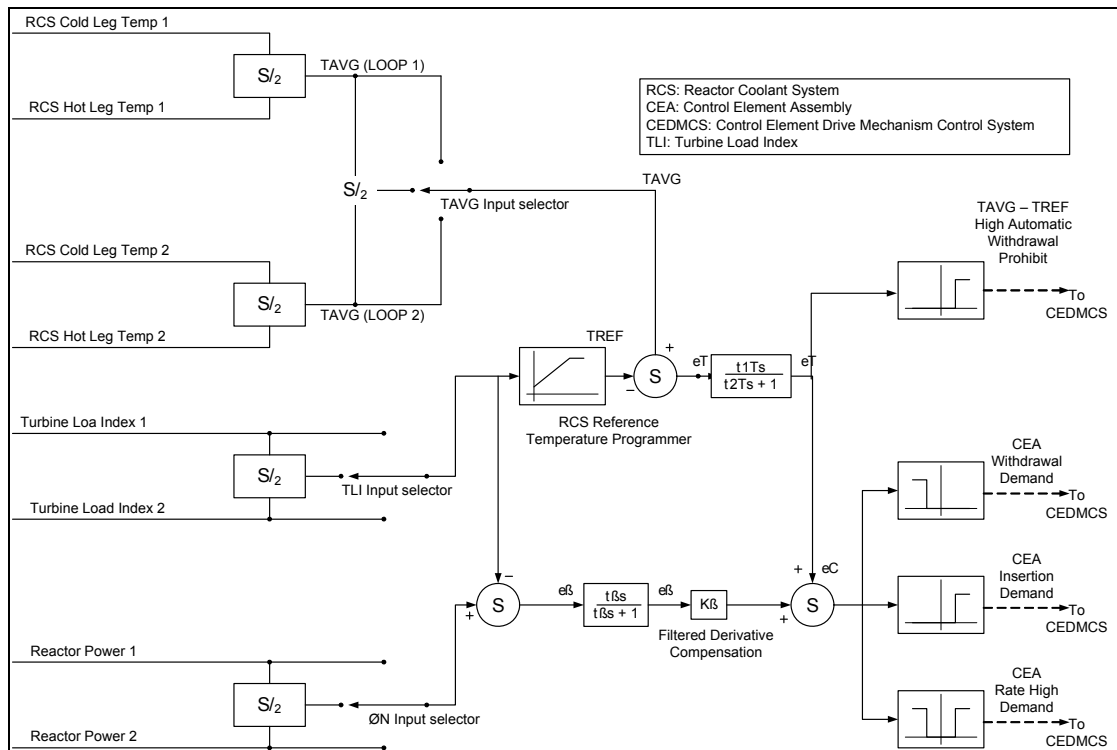 RCS Cold Leg Temp 1
S/2
TAVG (LOOP 1)
RCS Hot Leg Temp 1
RCS: Reactor Coolant System
CEA: Control Element Assembly
CEDMCS: Control Element Drive Mechanism Control System
TLI: Turbine Load Index
S/2
TAVG
TAVG Input selector
RCS Cold Leg Temp 2
S/2
TAVG (LOOP 2)
RCS Hot Leg Temp 2
TAVG – TREF
High Automatic
Withdrawal
Prohibit
To
CEDMCS
TREF
+
−
S
eT
t1Ts
t2Ts + 1
eT
RCS Reference
Temperature Programmer
Turbine Loa Index 1
S/2
TLI Input selector
Turbine Load Index 2
CEA
Withdrawal
Demand
To
CEDMCS
−
+
S
eß
tßs
tßs + 1
eß
Kß
Filtered Derivative
Compensation
+
eC
+
S
CEA
Insertion
Demand
To
CEDMCS
Reactor Power 1
S/2
ØN Input selector
Reactor Power 2
CEA
Rate High
Demand
To
CEDMCS